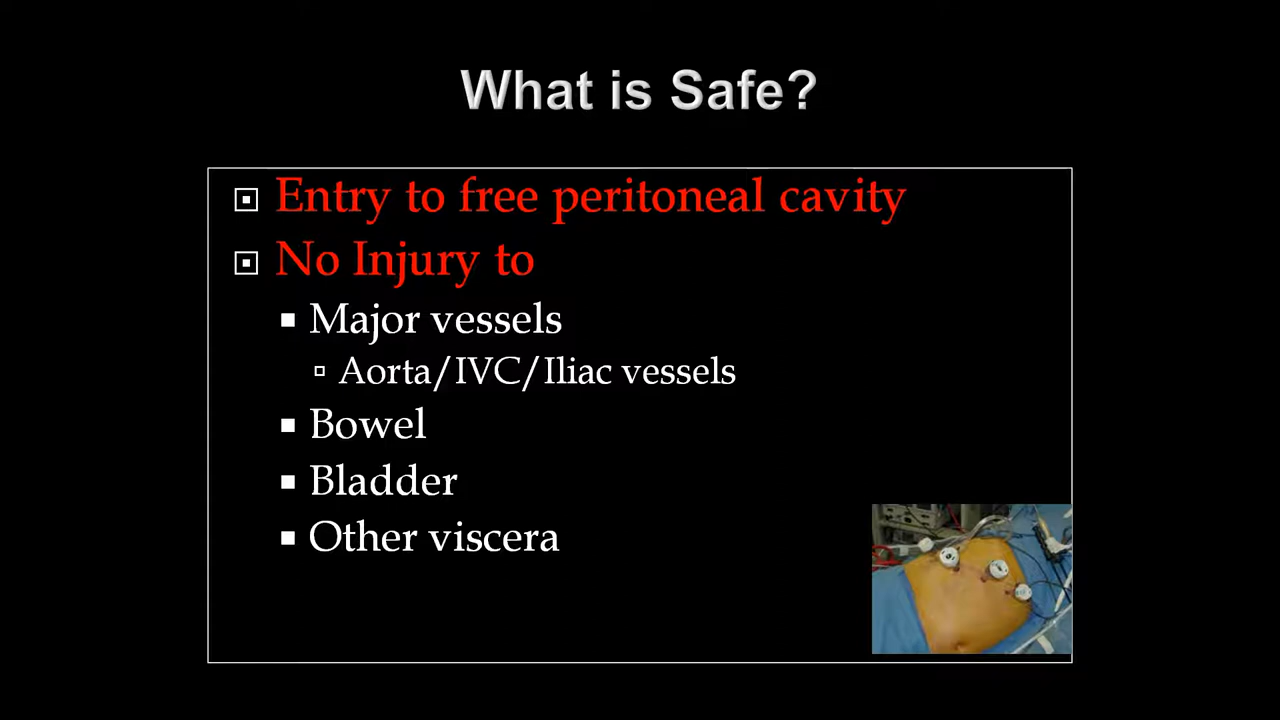 What is Safe?
Entry to free peritoneal cavity
No Injury to
Major vessels
Aorta/IVC/Iliac vessels
Bowel
Bladder
Other viscera